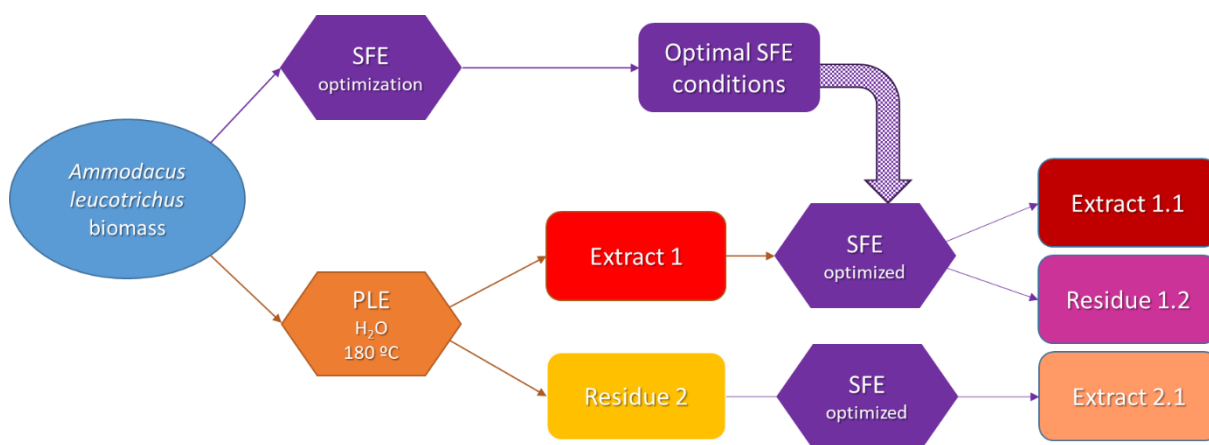 SFE
optimization
Optimal SFE
conditions
Ammodacus
leucotrichus
biomass
Extract 1.1
Extract 1
SFE
optimized
PLE
H₂O
180 ºC
Residue 1.2
Residue 2
SFE
optimized
Extract 2.1